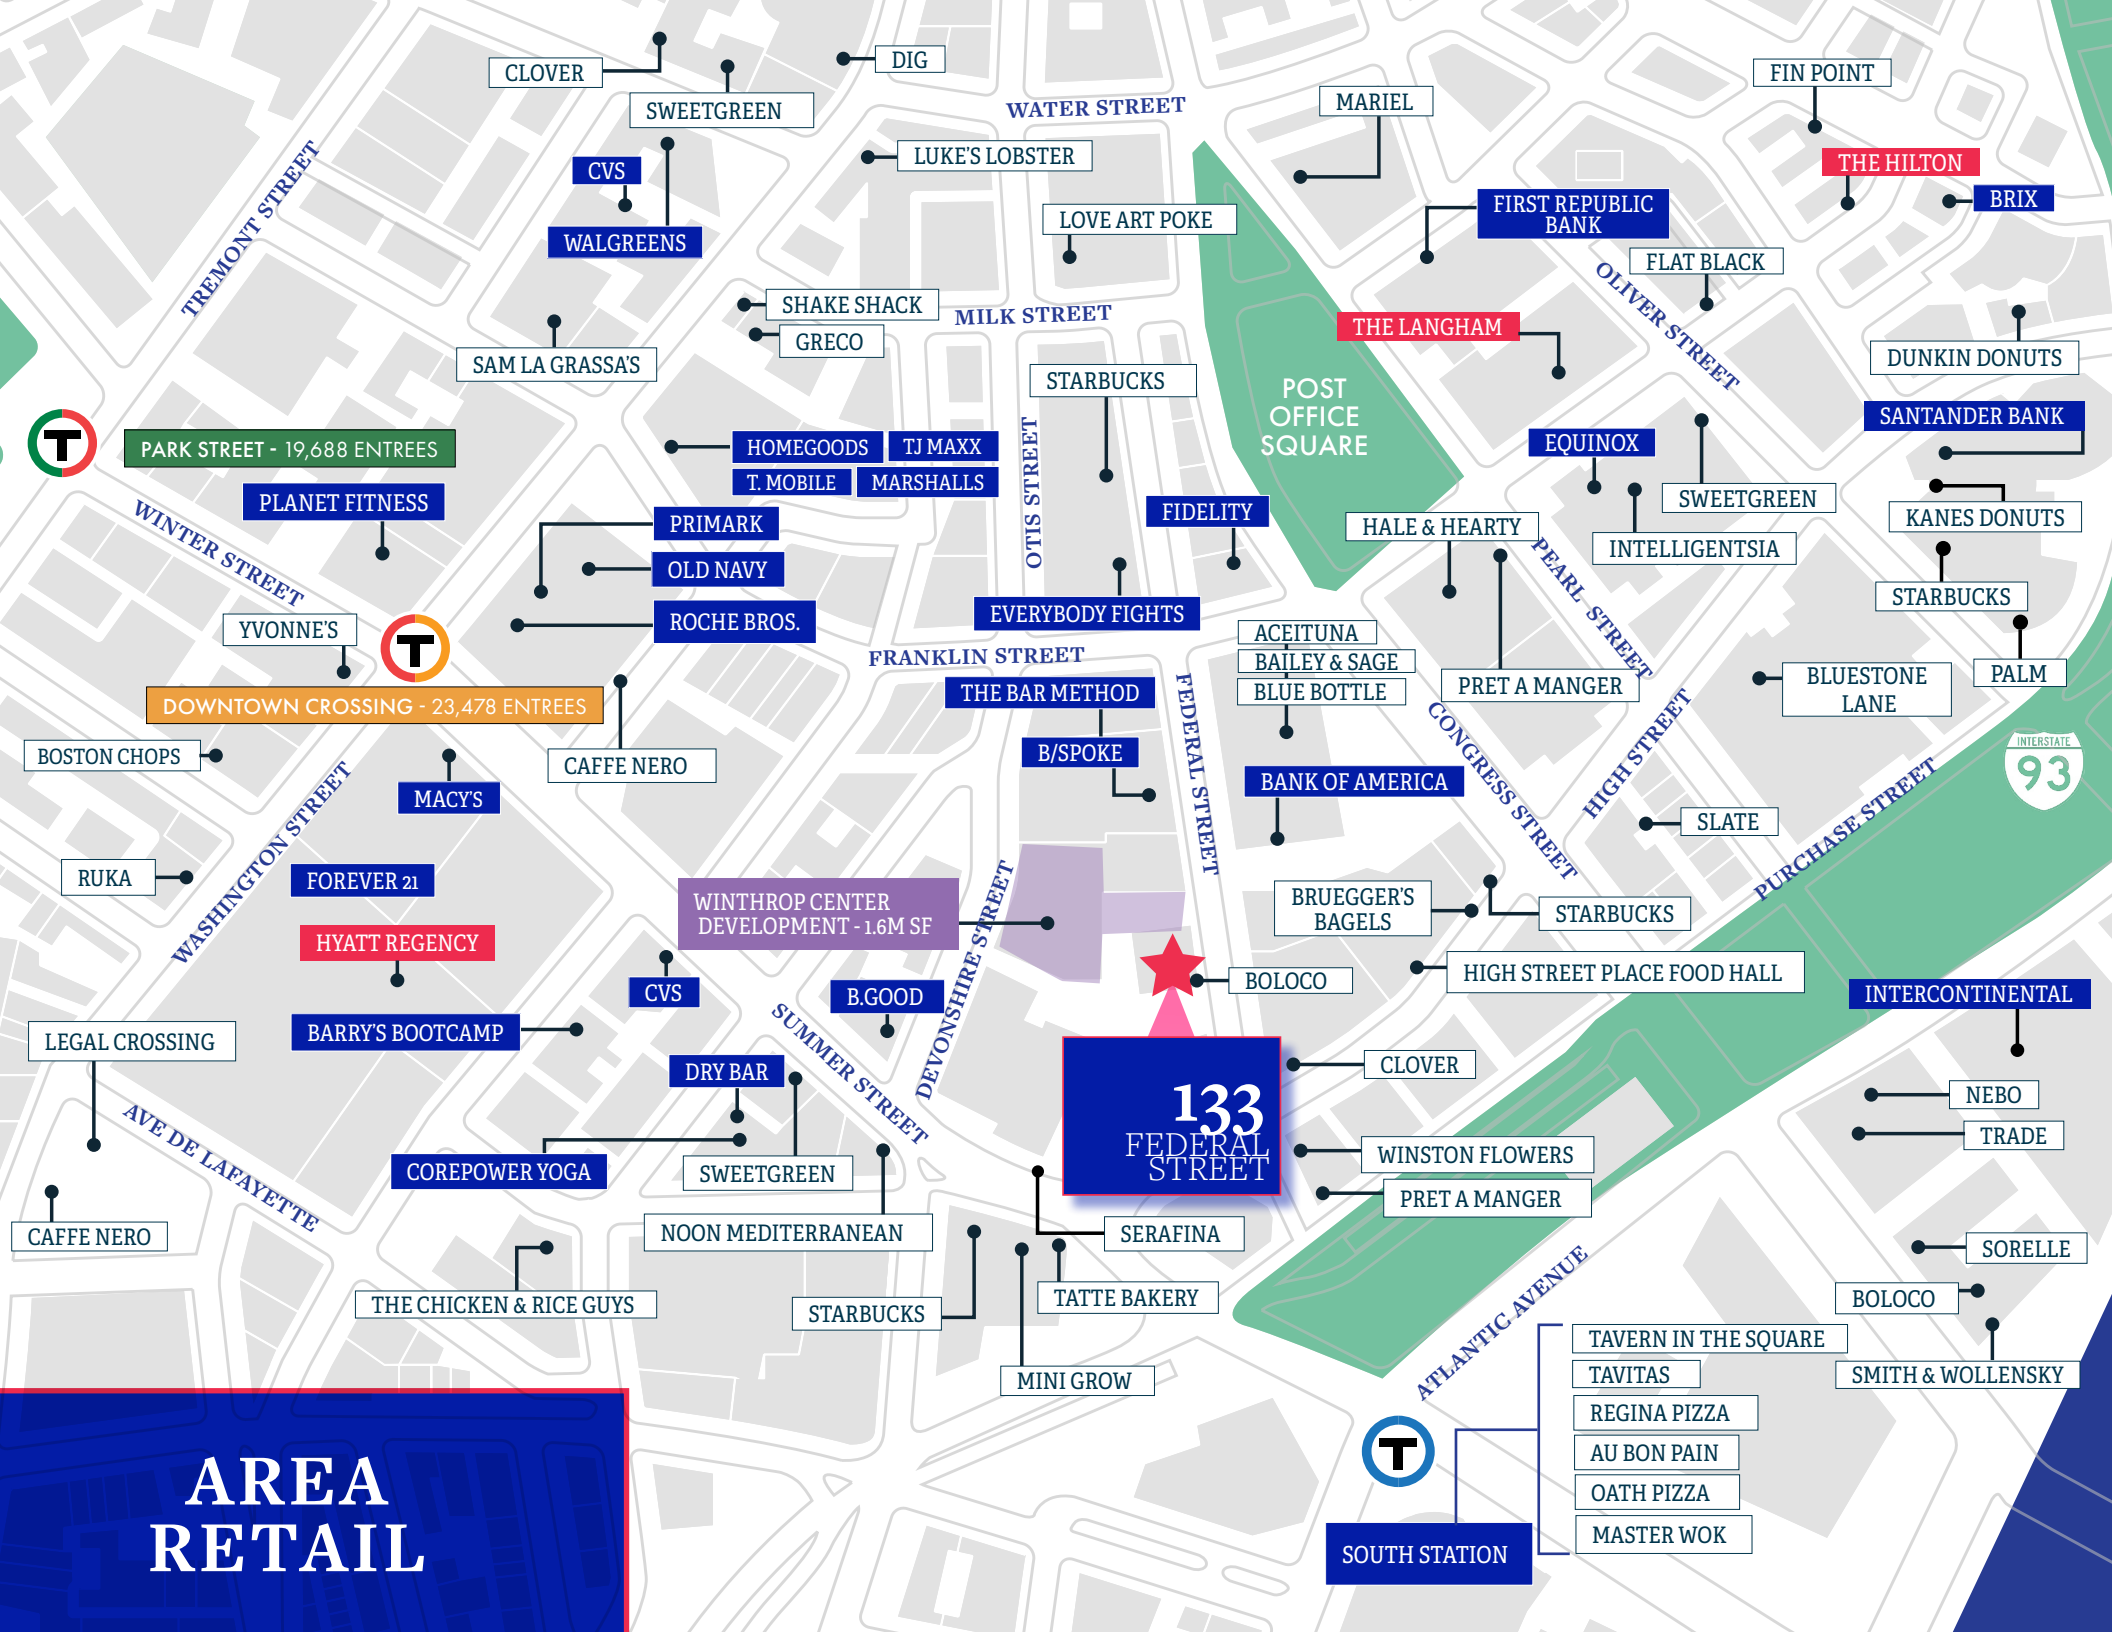 CLOVER
DIG
SWEETGREEN
WATER STREET
MARIEL
FIN POINT
TREMONT STREET
CVS
LUKE'S LOBSTER
THE HILTON
BRIX
WALGREENS
LOVE ART POKE
FIRST REPUBLIC
BANK
FLAT BLACK
OLIVER STREET
SHAKE SHACK
MILK STREET
GRECO
THE LANGHAM
SAM LA GRASSA'S
DUNKIN DONUTS
STARBUCKS
POST
OFFICE
SQUARE
SANTANDER BANK
T
PARK STREET - 19,688 ENTREES
HOMEGOODS
TJ MAXX
T. MOBILE
MARSHALLS
OTIS STREET
EQUINOX
SWEETGREEN
PLANET FITNESS
KANES DONUTS
WINTER STREET
PRIMARK
FIDELITY
HALE & HEARTY
INTELLIGENTSIA
PEARL STREET
OLD NAVY
STARBUCKS
ROCHE BROS.
EVERYBODY FIGHTS
YVONNE'S
T
ACEITUNA
BAILEY & SAGE
BLUE BOTTLE
FRANKLIN STREET
PRET A MANGER
BLUESTONE
LANE
PALM
DOWNTOWN CROSSING - 23,478 ENTREES
THE BAR METHOD
FEDERAL STREET
CONGRESS STREET
HIGH STREET
BOSTON CHOPS
CAFFE NERO
B/SPOKE
INTERSTATE
93
MACY'S
BANK OF AMERICA
WASHINGTON STREET
SLATE
PURCHASE STREET
RUKA
FOREVER 21
WINTHROP CENTER
DEVELOPMENT - 1.6M SF
DEVONSHIRE STREET
BRUEGGER'S
BAGELS
STARBUCKS
HYATT REGENCY
HIGH STREET PLACE FOOD HALL
CVS
B.GOOD
BOLOCO
INTERCONTINENTAL
BARRY'S BOOTCAMP
LEGAL CROSSING
SUMMER STREET
DRY BAR
CLOVER
133
FEDERAL
STREET
NEBO
TRADE
AVE DE LAFAYETTE
COREPOWER YOGA
SWEETGREEN
WINSTON FLOWERS
PRET A MANGER
CAFFE NERO
NOON MEDITERRANEAN
SERAFINA
SORELLE
THE CHICKEN & RICE GUYS
STARBUCKS
TATTE BAKERY
BOLOCO
ATLANTIC AVENUE
TAVERN IN THE SQUARE
MINI GROW
TAVITAS
SMITH & WOLLENSKY
REGINA PIZZA
T
AU BON PAIN
OATH PIZZA
MASTER WOK
SOUTH STATION
AREA
RETAIL